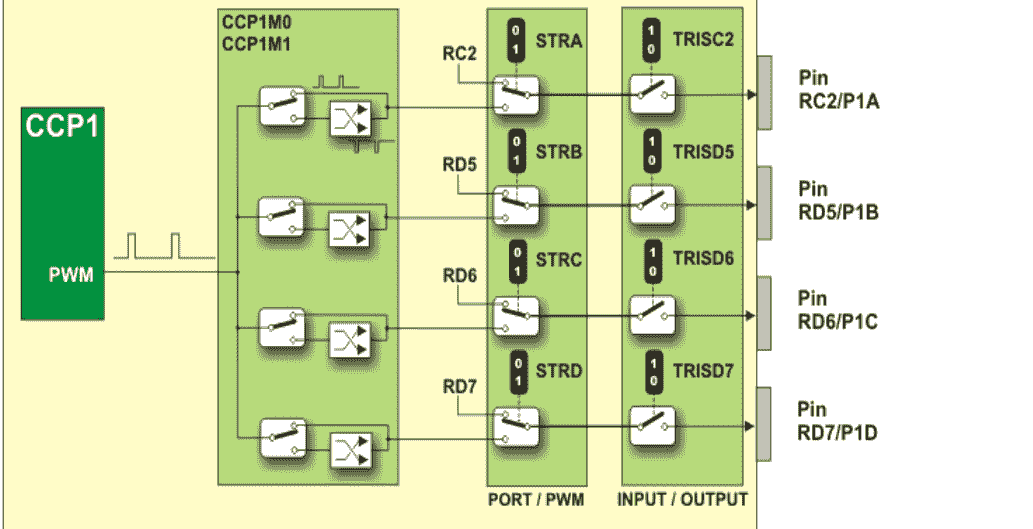 CCP1M0
CCP1M1
CCP1
PWM
RC2
0
1
STRA
1
0
TRISC2
Pin
RC2/P1A
RD5
0
1
STRB
1
0
TRISD5
Pin
RD5/P1B
RD6
0
1
STRC
1
0
TRISD6
Pin
RD6/P1C
RD7
0
1
STRD
1
0
TRISD7
Pin
RD7/P1D
PORT / PWM
INPUT / OUTPUT